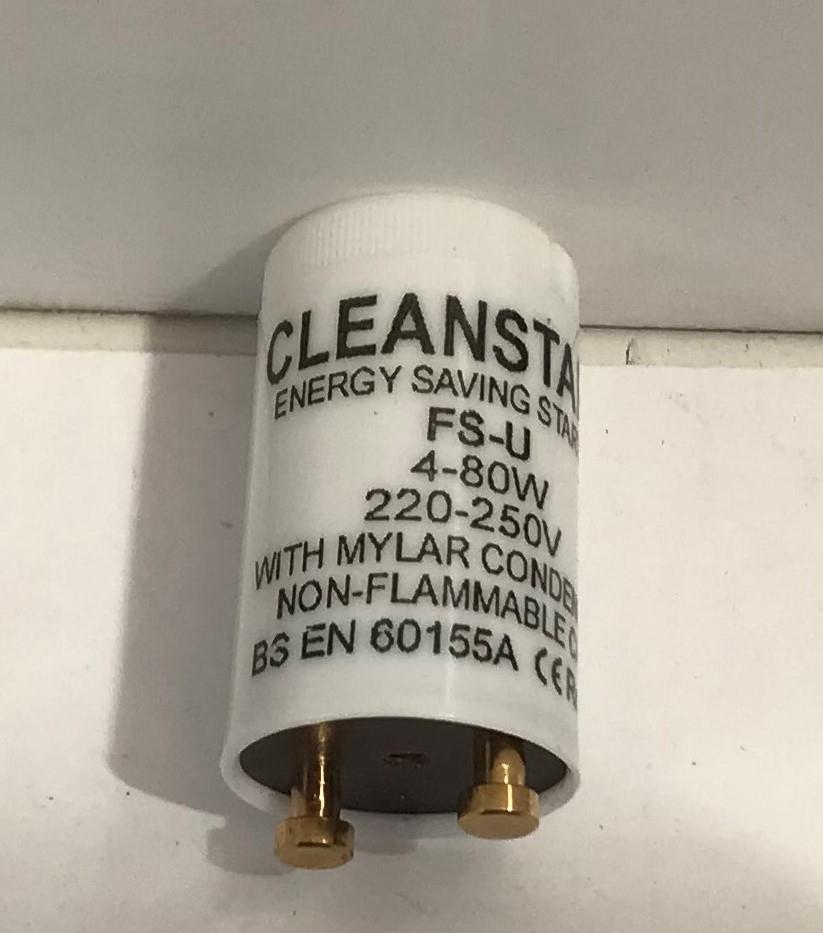 CLEANSTA
ENERGY SAVING STAR
FS-U
4-80W
220-250V
WITH MYLAR CONDEN
NON-FLAMMABLE C
BS EN 60155A CE R